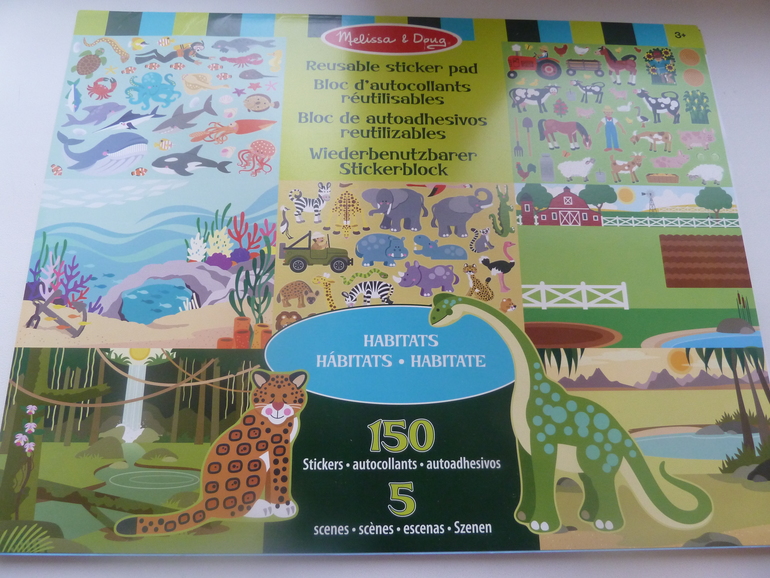 Melissa & Doug
3+
Reusable sticker pad
Bloc d'autocollants
réutilisables
Bloc de autoadhesivos
reutilizables
Wiederbenutzbarer
Stickerblock
HABITATS
HÁBITATS • HABITATE
150
Stickers • autocollants • autoadhesivos
5
scenes • scènes • escenas • Szenen